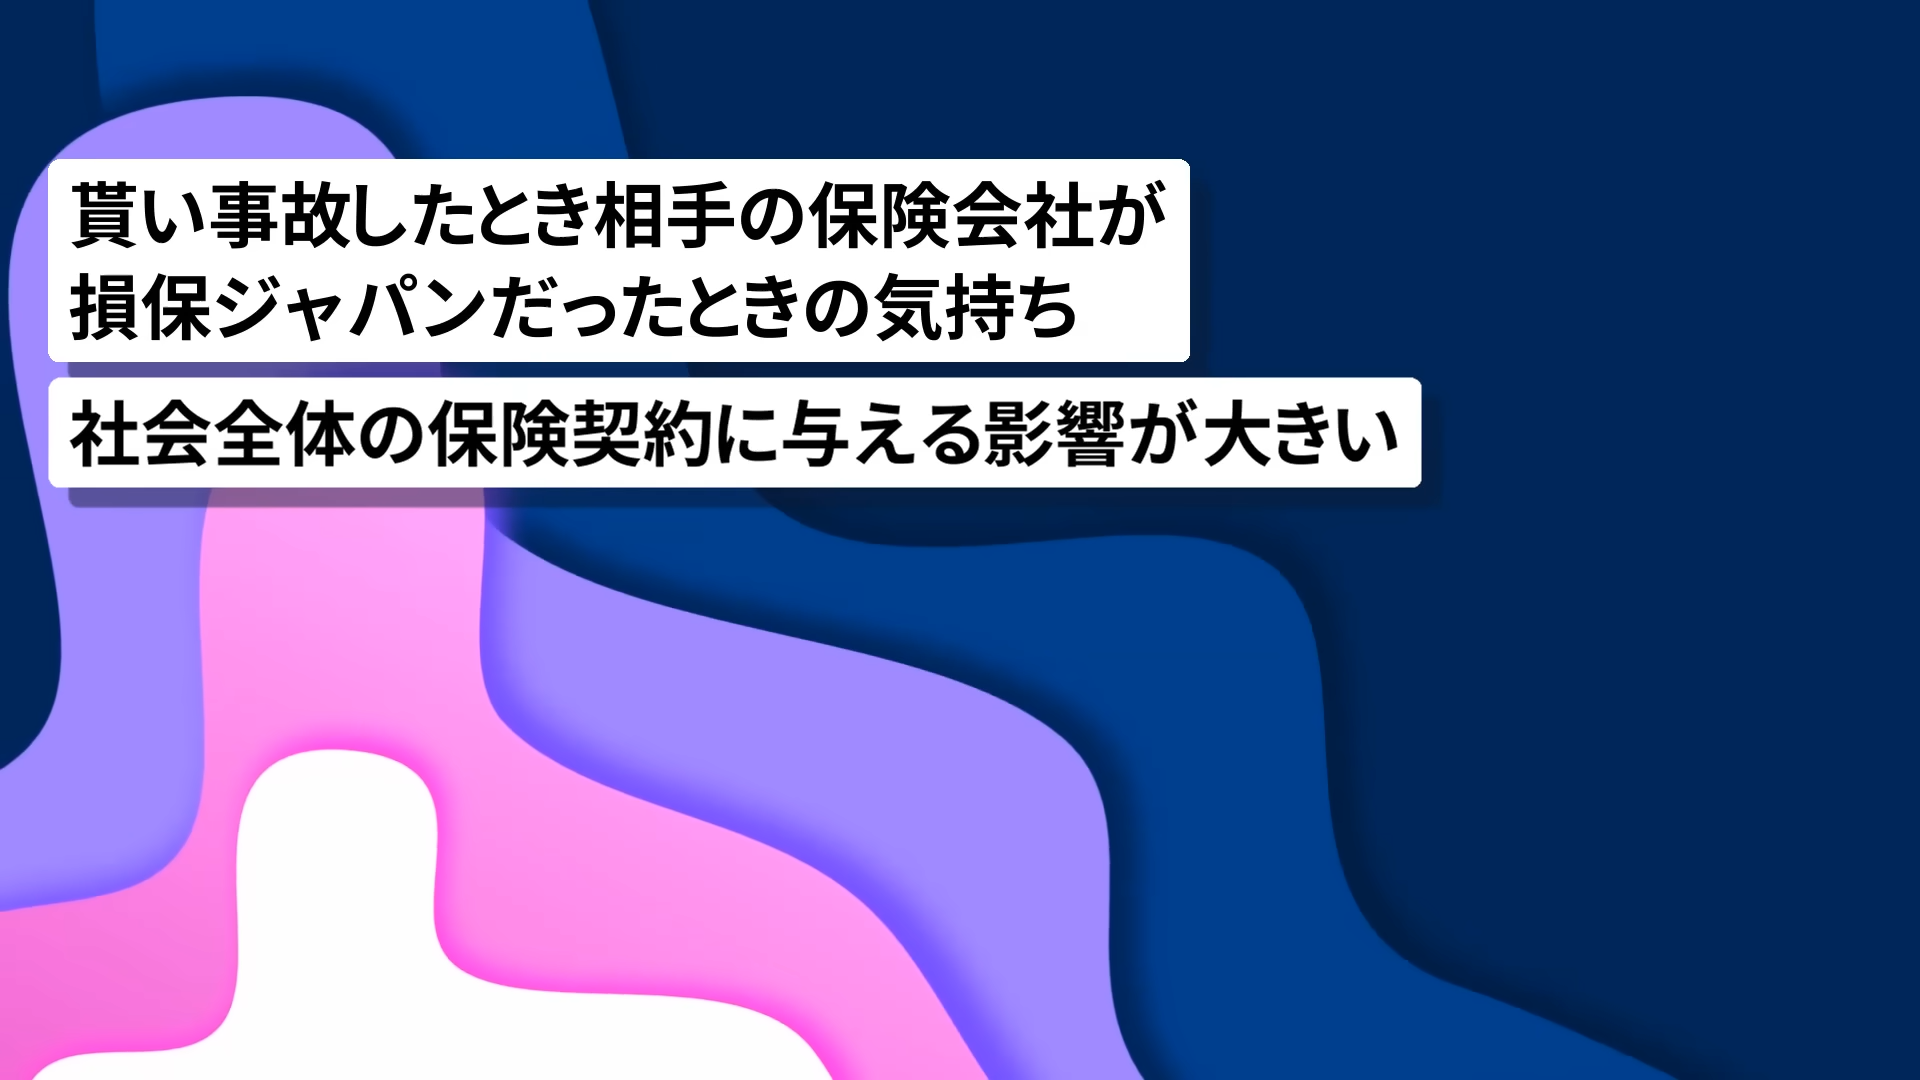 貰い事故したとき相手の保険会社が
損保ジャパンだったときの気持ち
社会全体の保険契約に与える影響が大きい